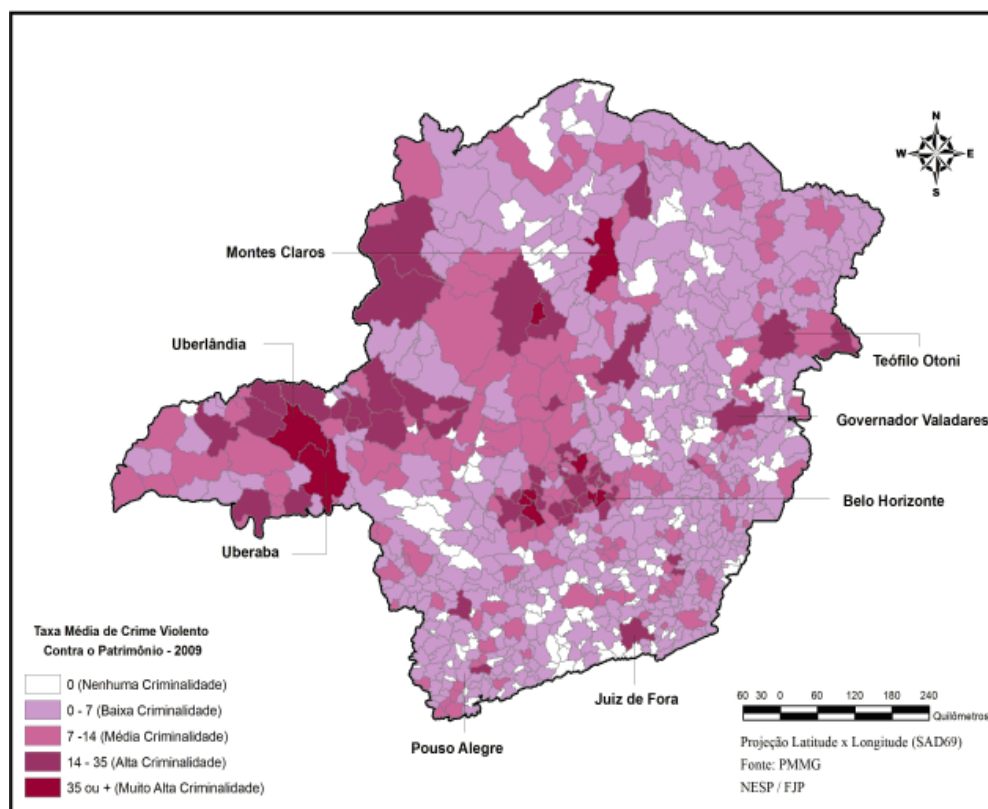 N
W E
S
Montes Claros
Uberlândia
Teófilo Otoni
Governador Valadares
Belo Horizonte
Uberaba
Juiz de Fora
Pouso Alegre
Taxa Média de Crime Violento
Contra o Patrimônio - 2009
0 (Nenhuma Criminalidade)
0 - 7 (Baixa Criminalidade)
7 -14 (Média Criminalidade)
14 - 35 (Alta Criminalidade)
35 ou + (Muito Alta Criminalidade)
60 30 0 60 120 180 240
Quilômetros
Projeção Latitude x Longitude (SAD69)
Fonte: PMMG
NESP / FJP